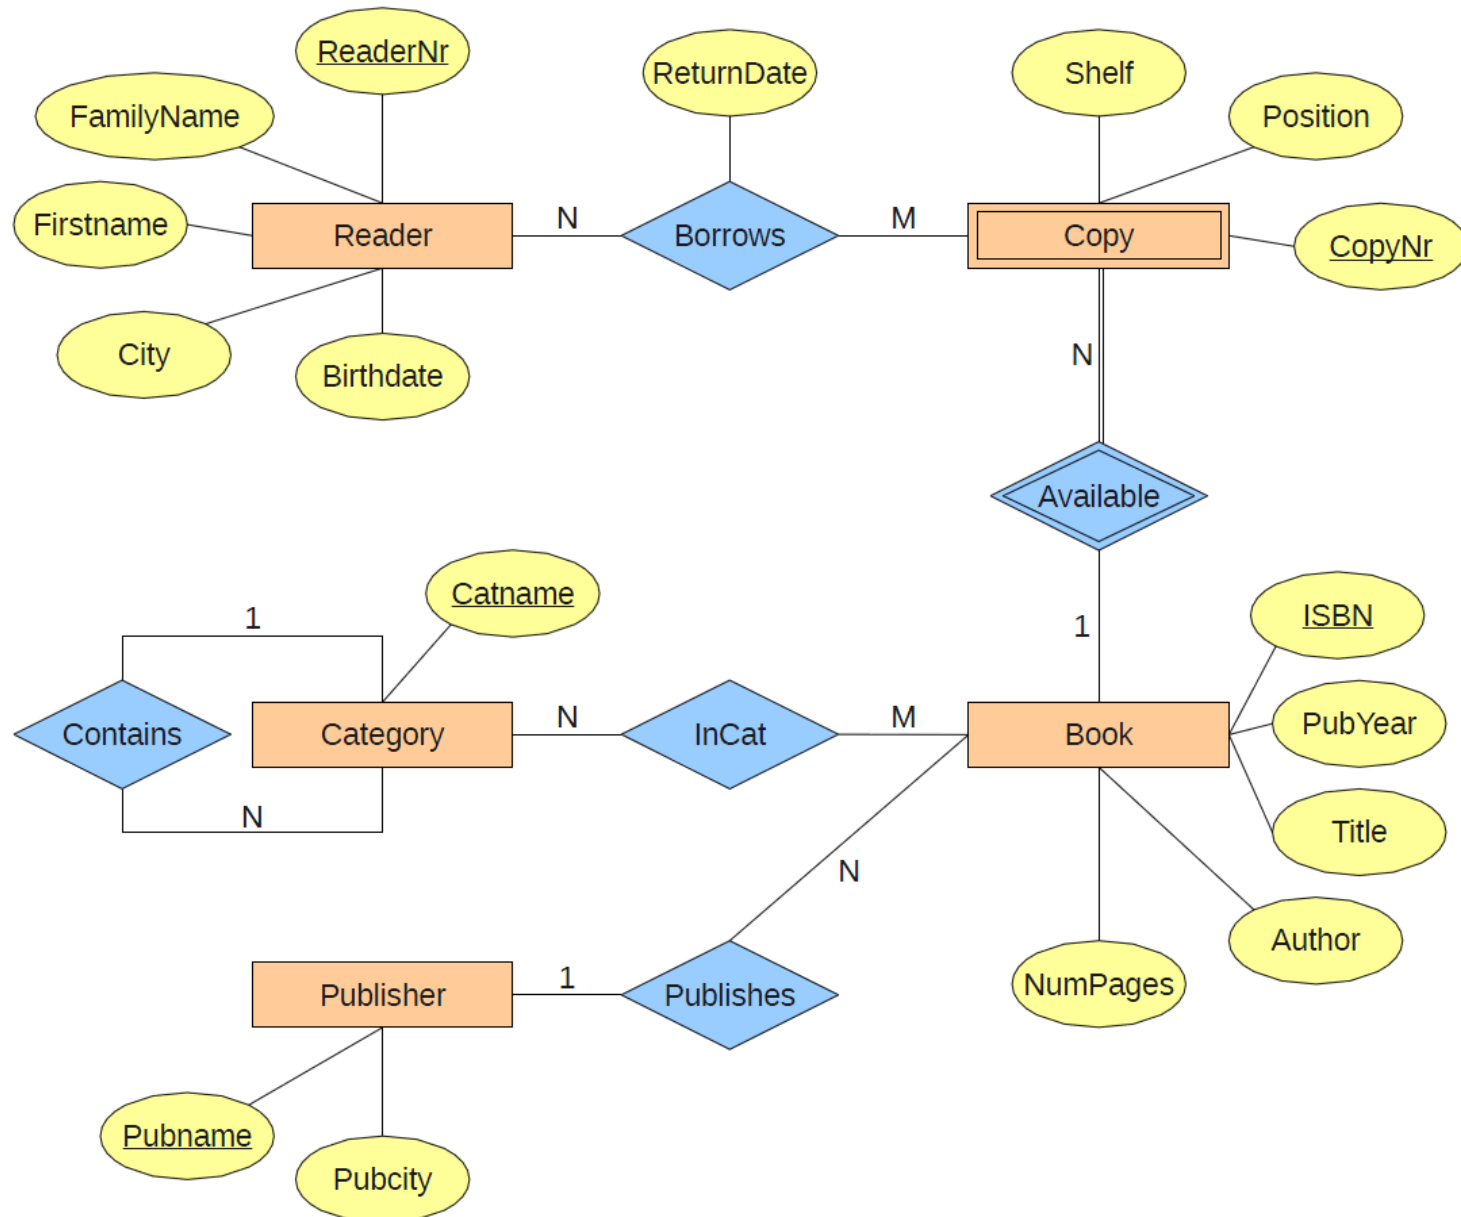 ReaderNr
ReturnDate
Shelf
FamilyName
Position
Firstname
Reader
N
Borrows
M
Copy
CopyNr
City
Birthdate
N
Available
Catname
1
1
ISBN
Contains
Category
N
InCat
M
Book
PubYear
N
Title
N
Author
Publisher
1
Publishes
NumPages
Pubname
Pubcity